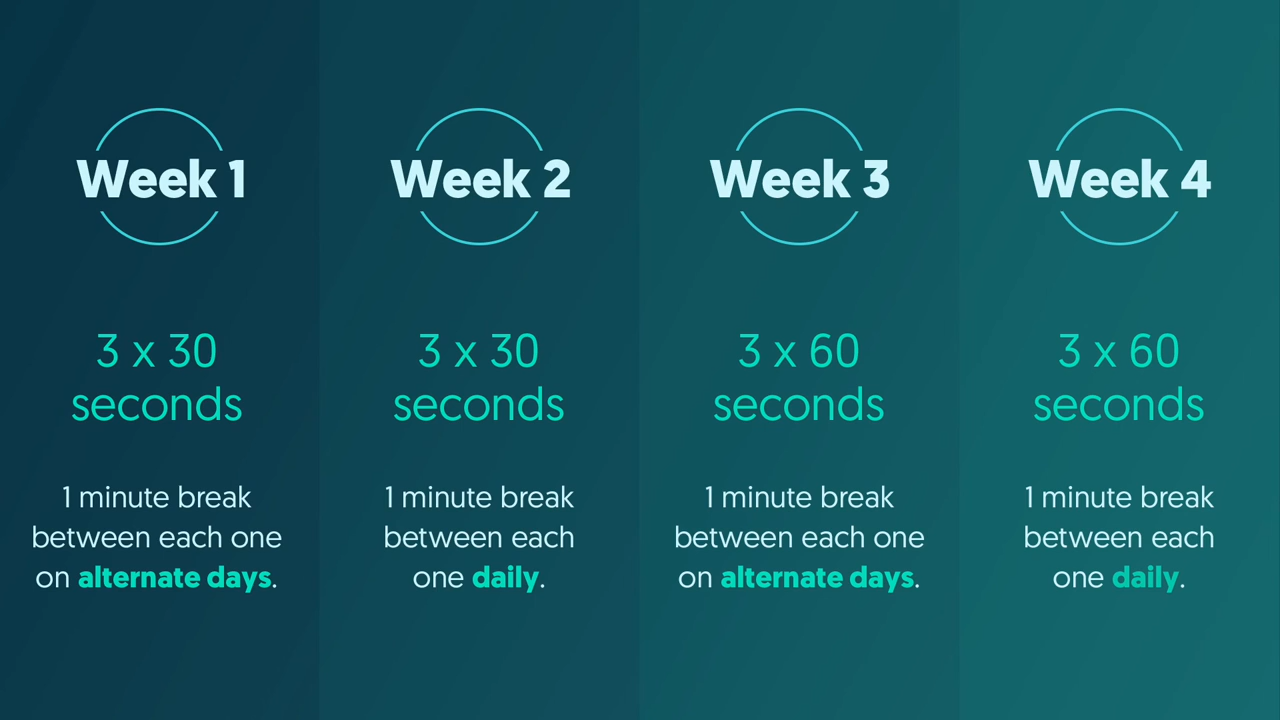 Week 1
3 x 30
seconds
1 minute break
between each one
on alternate days.
Week 2
3 x 30
seconds
1 minute break
between each
one daily.
Week 3
3 x 60
seconds
1 minute break
between each one
on alternate days.
Week 4
3 x 60
seconds
1 minute break
between each
one daily.